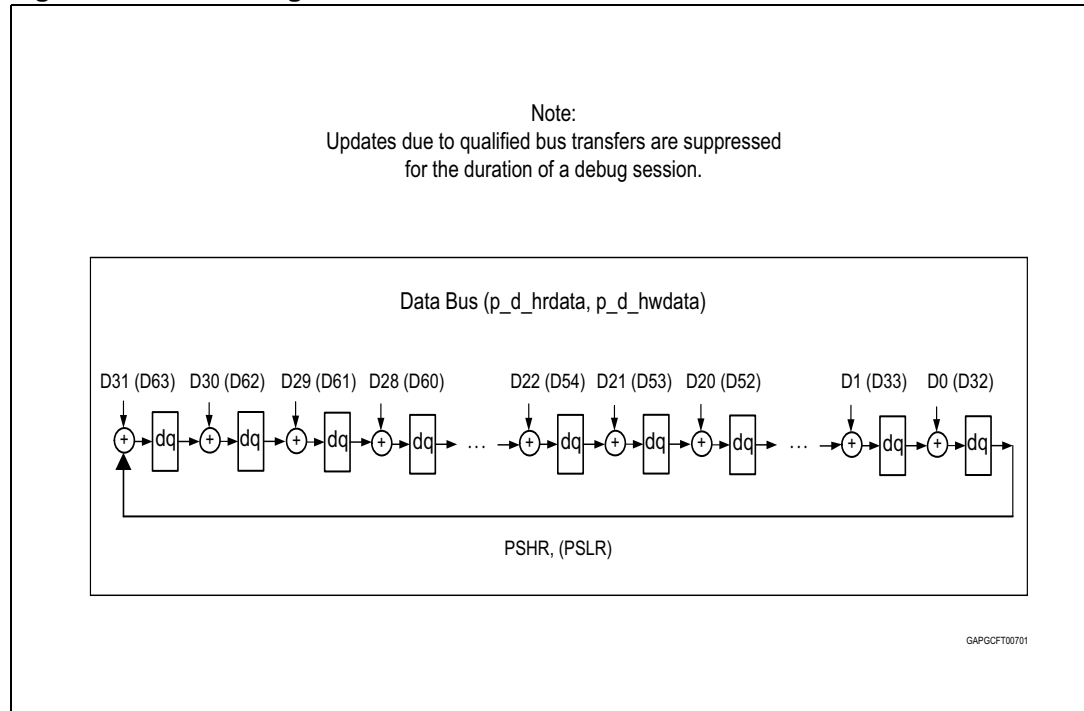 Note:
Updates due to qualified bus transfers are suppressed
for the duration of a debug session.
Data Bus (p_d_hrdata, p_d_hwdata)
D31 (D63) D30 (D62) D29 (D61) D28 (D60) D22 (D54) D21 (D53) D20 (D52) D1 (D33) D0 (D32)
+ dq + dq + dq + dq ... + dq + dq + dq ... + dq + dq
PSHR, (PSLR)
GAPGCFT00701